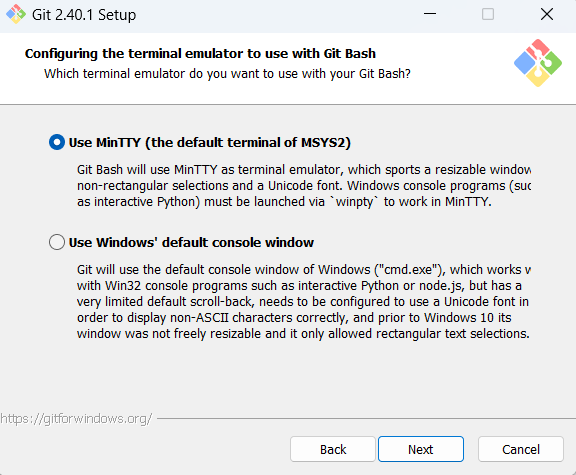 Git 2.40.1 Setup
Configuring the terminal emulator to use with Git Bash
Which terminal emulator do you want to use with your Git Bash?
Use MinTTY (the default terminal of MSYS2)
Git Bash will use MinTTY as terminal emulator, which sports a resizable window
non-rectangular selections and a Unicode font. Windows console programs (suc
as interactive Python) must be launched via `winpty` to work in MinTTY.
Use Windows' default console window
Git will use the default console window of Windows ("cmd.exe"), which works w
with Win32 console programs such as interactive Python or node.js, but has a
very limited default scroll-back, needs to be configured to use a Unicode font in
order to display non-ASCII characters correctly, and prior to Windows 10 its
window was not freely resizable and it only allowed rectangular text selections.
https://gitforwindows.org/
Back
Next
Cancel